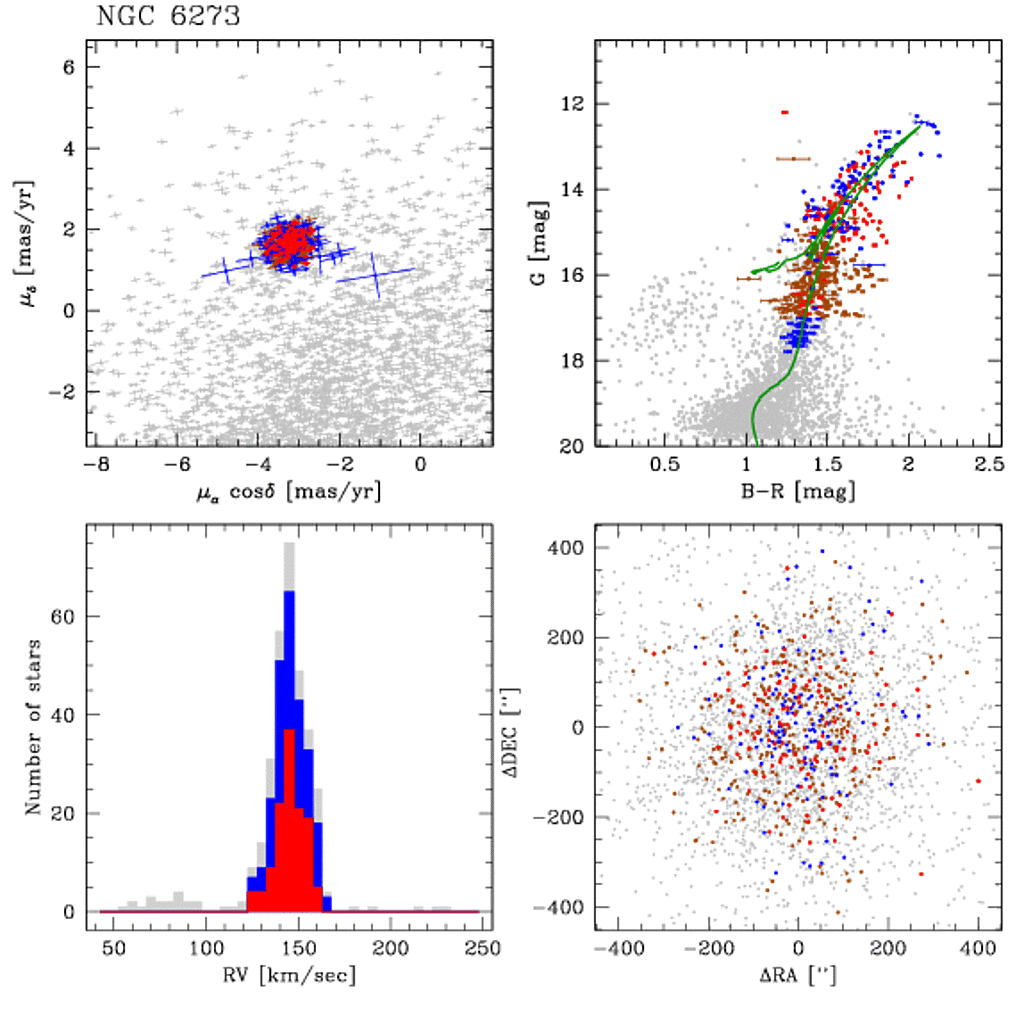 NGC 6273
6
4
2
0
−2
μδ [mas/yr]
−8 −6 −4 −2 0
μα cosδ [mas/yr]
12
14
16
18
20
G [mag]
0.5 1 1.5 2 2.5
B−R [mag]
60
40
20
0
Number of stars
50 100 150 200 250
RV [km/sec]
400
200
0
−200
−400
ΔDEC ["]
−400 −200 0 200 400
ΔRA ["]